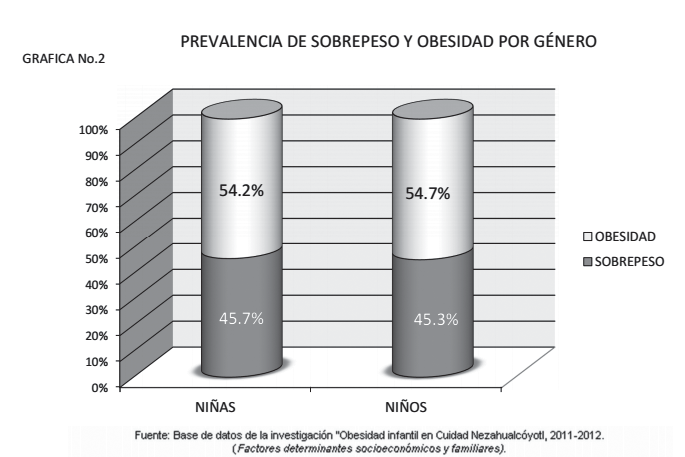 PREVALENCIA DE SOBREPESO Y OBESIDAD POR GÉNERO
GRAFICA No.2
100%
90%
80%
70%
60%
50%
40%
30%
20%
10%
0%
54.2%
54.7%
45.7%
45.3%
OBESIDAD
SOBREPESO
NIÑAS
NIÑOS
Fuente: Base de datos de la investigación "Obesidad infantil en Cuidad Nezahualcóyotl, 2011-2012.
(Factores determinantes socioeconómicos y familiares).